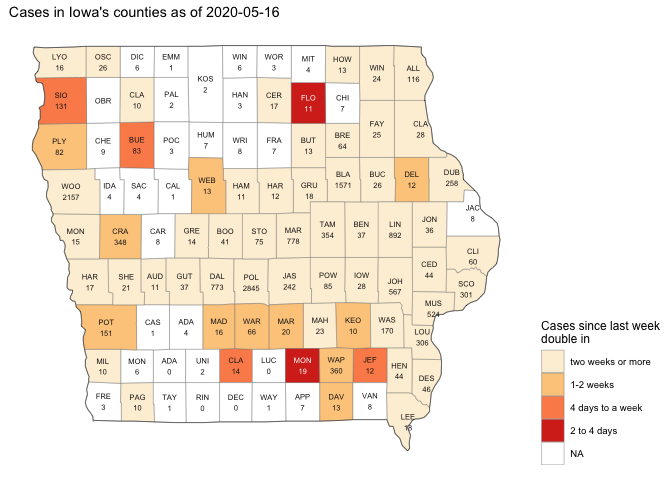 Cases in Iowa's counties as of 2020-05-16
LYO
16
OSC
26
DIC
6
EMM
1
KOS
2
WIN
6
WOR
3
MIT
4
HOW
13
WIN
24
ALL
116
SIO
131
OBR
CLA
10
PAL
2
HAN
3
CER
17
FLO
11
CHI
7
FAY
25
CLA
28
PLY
82
CHE
9
BUE
83
POC
3
HUM
7
WRI
8
FRA
7
BUT
13
BRE
64
WOO
2157
IDA
4
SAC
4
CAL
1
WEB
13
HAM
11
HAR
12
GRU
18
BLA
1571
BUC
26
DEL
12
DUB
258
JAC
8
MON
15
CRA
348
CAR
8
GRE
14
BOO
41
STO
75
MAR
778
TAM
354
BEN
37
LIN
892
JON
36
CLI
60
HAR
17
SHE
21
AUD
11
GUT
37
DAL
773
POL
2845
JAS
242
POW
85
IOW
28
JOH
567
CED
44
SCO
301
MUS
524
POT
151
CAS
1
ADA
4
MAD
16
WAR
66
MAR
20
MAH
23
KEO
10
WAS
170
LOU
306
MIL
10
MON
6
ADA
0
UNI
2
CLA
14
LUC
0
MON
19
WAP
360
JEF
12
HEN
44
DES
46
FRE
3
PAG
10
TAY
1
RIN
0
DEC
0
WAY
1
APP
7
DAV
13
VAN
8
LEE
18
Cases since last week
double in
two weeks or more
1-2 weeks
4 days to a week
2 to 4 days
NA